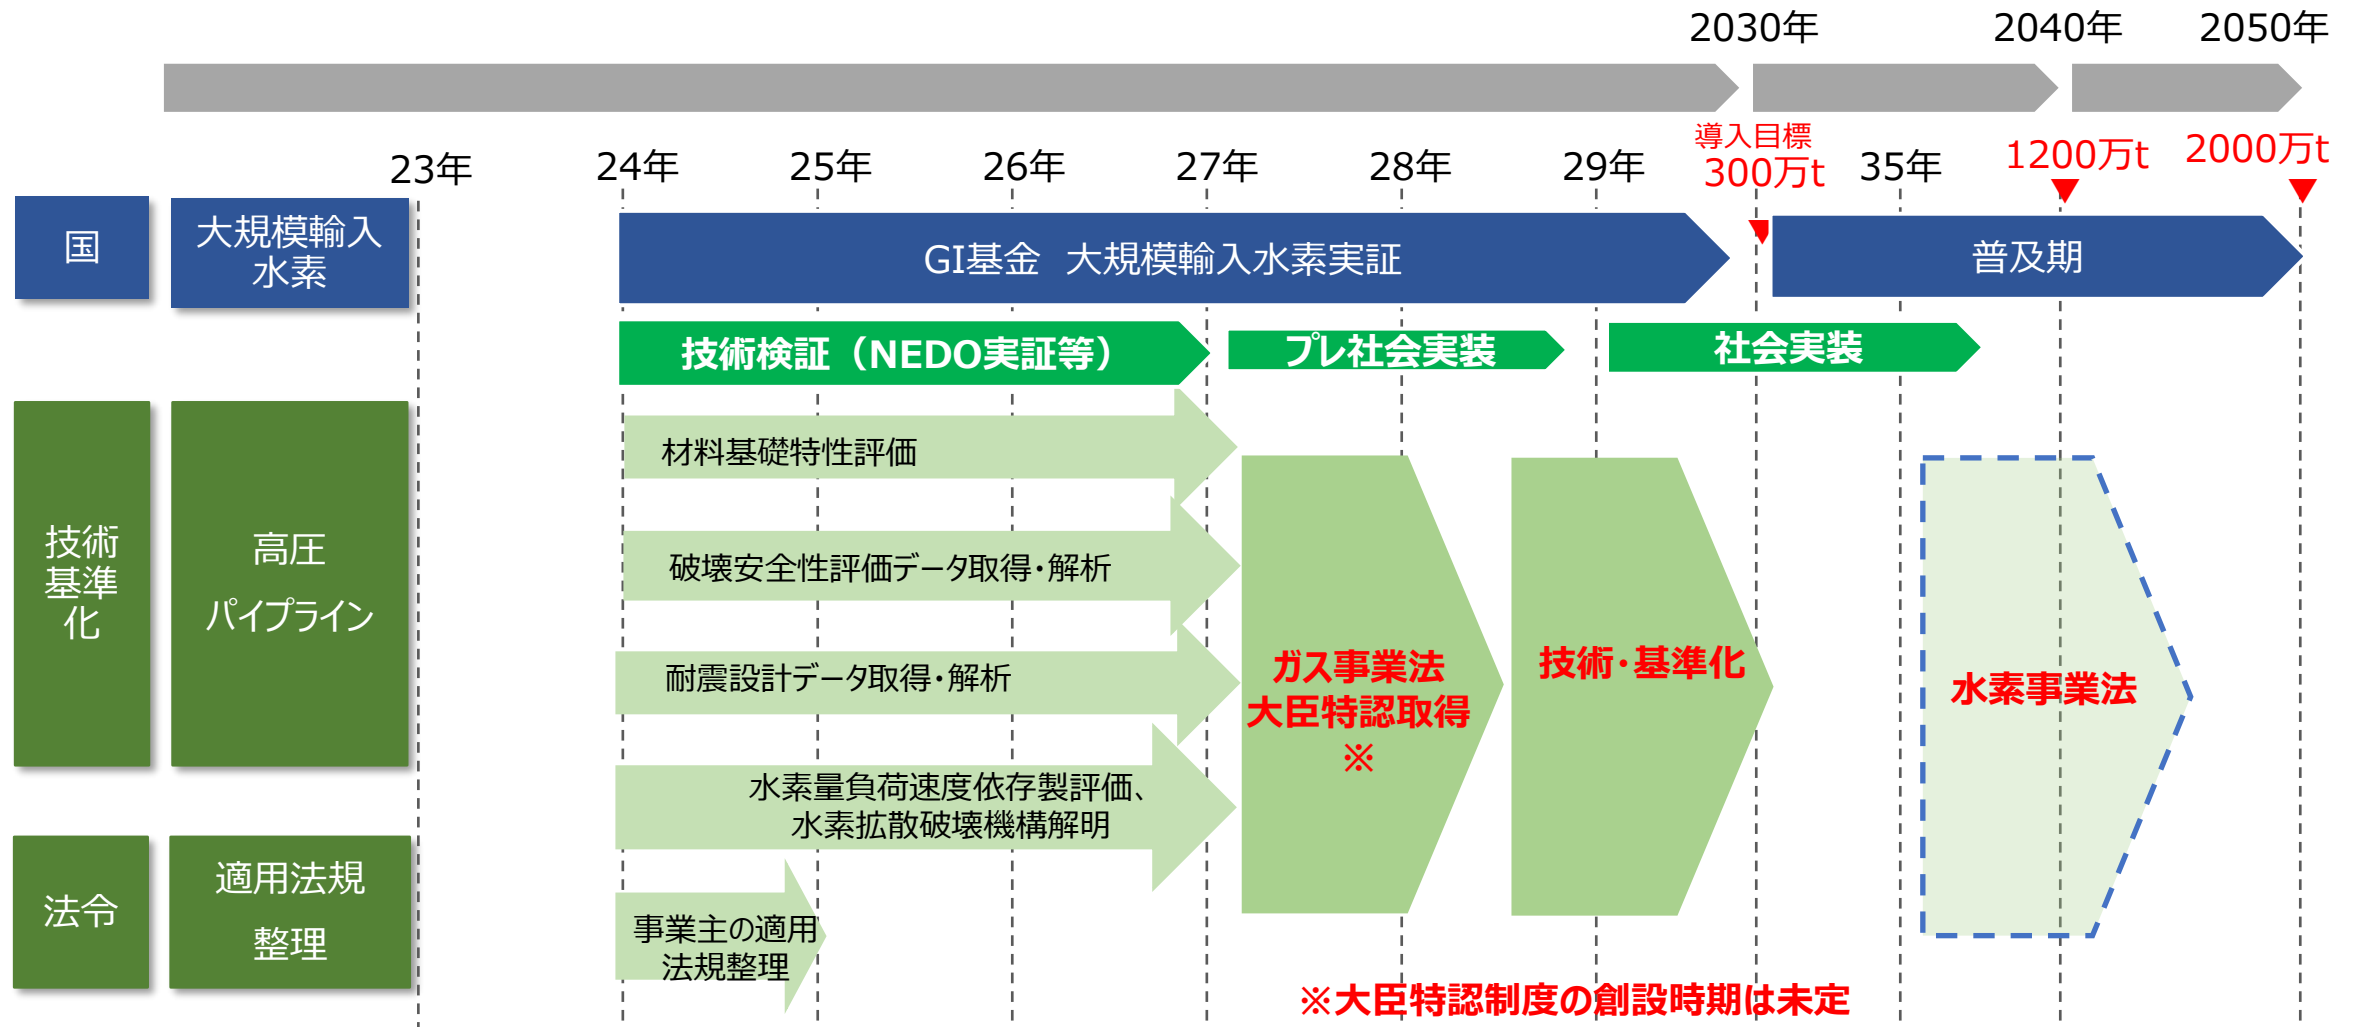 2030年
2040年
2050年
23年
24年
25年
26年
27年
28年
29年
導入目標
300万t
35年
1200万t
2000万t
国
大規模輸入
水素
GI基金　大規模輸入水素実証
普及期
技術検証（NEDO実証等）
プレ社会実装
社会実装
技術
基準
化
高圧
パイプライン
材料基礎特性評価
破壊安全性評価データ取得・解析
耐震設計データ取得・解析
水素量負荷速度依存製評価、
水素拡散破壊機構解明
ガス事業法
大臣特認取得
※
技術・基準化
水素事業法
法令
適用法規
整理
事業主の適用
法規整理
※大臣特認制度の創設時期は未定